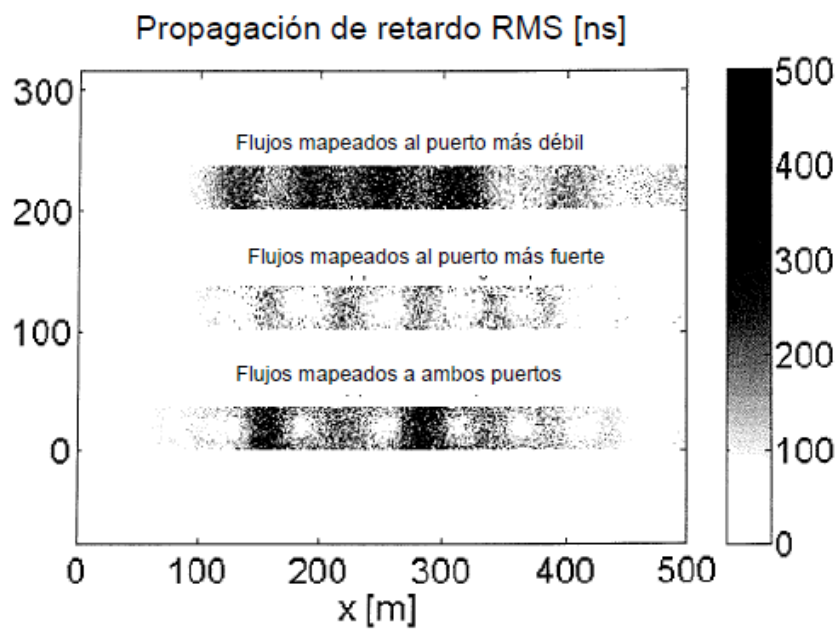 Propagación de retardo RMS [ns]
300
200
100
0
Flujos mapeados al puerto más débil
Flujos mapeados al puerto más fuerte
Flujos mapeados a ambos puertos
0 100 200 300 400 500
x [m]
500
400
300
200
100
0